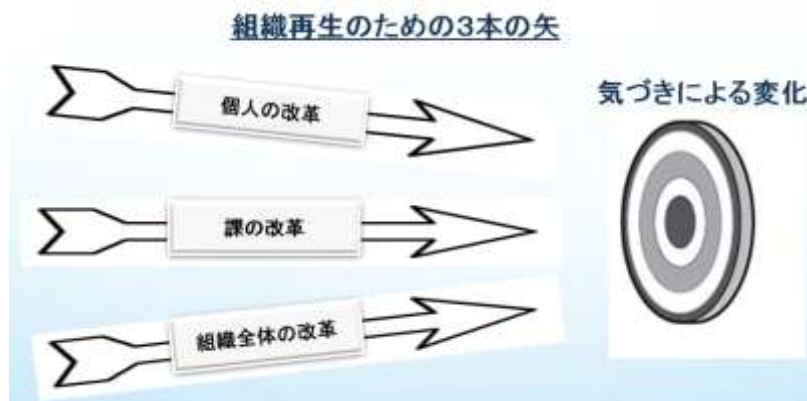 組織再生のための3本の矢
個人の改革
気づきによる変化
課の改革
組織全体の改革